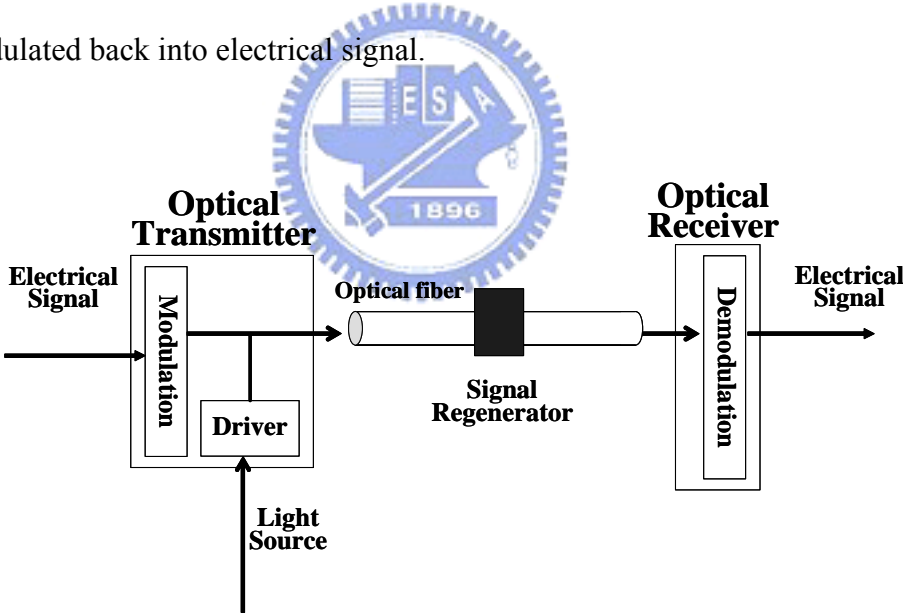 dulated back into electrical signal.
E S A
1896
Optical
Transmitter
Optical
Receiver
Electrical
Signal
Modulation
Driver
Light
Source
Optical fiber
Signal
Regenerator
Demodulation
Electrical
Signal